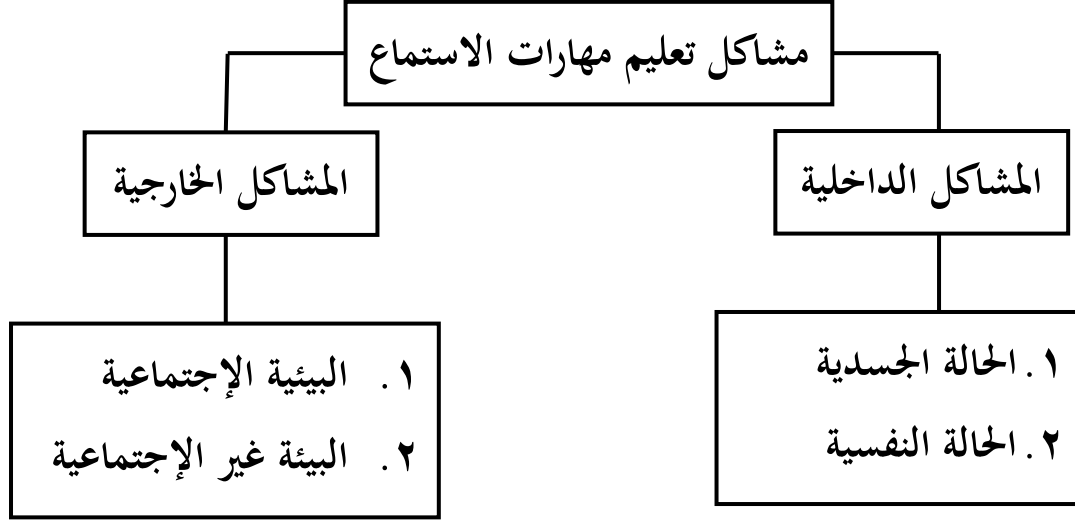 مشاكل تعليم مهارات الاستماع
المشاكل الداخلية
المشاكل الخارجية
١. الحالة الجسدية
٢. الحالة النفسية
١. البيئية الإجتماعية
٢. البيئة غير الإجتماعية